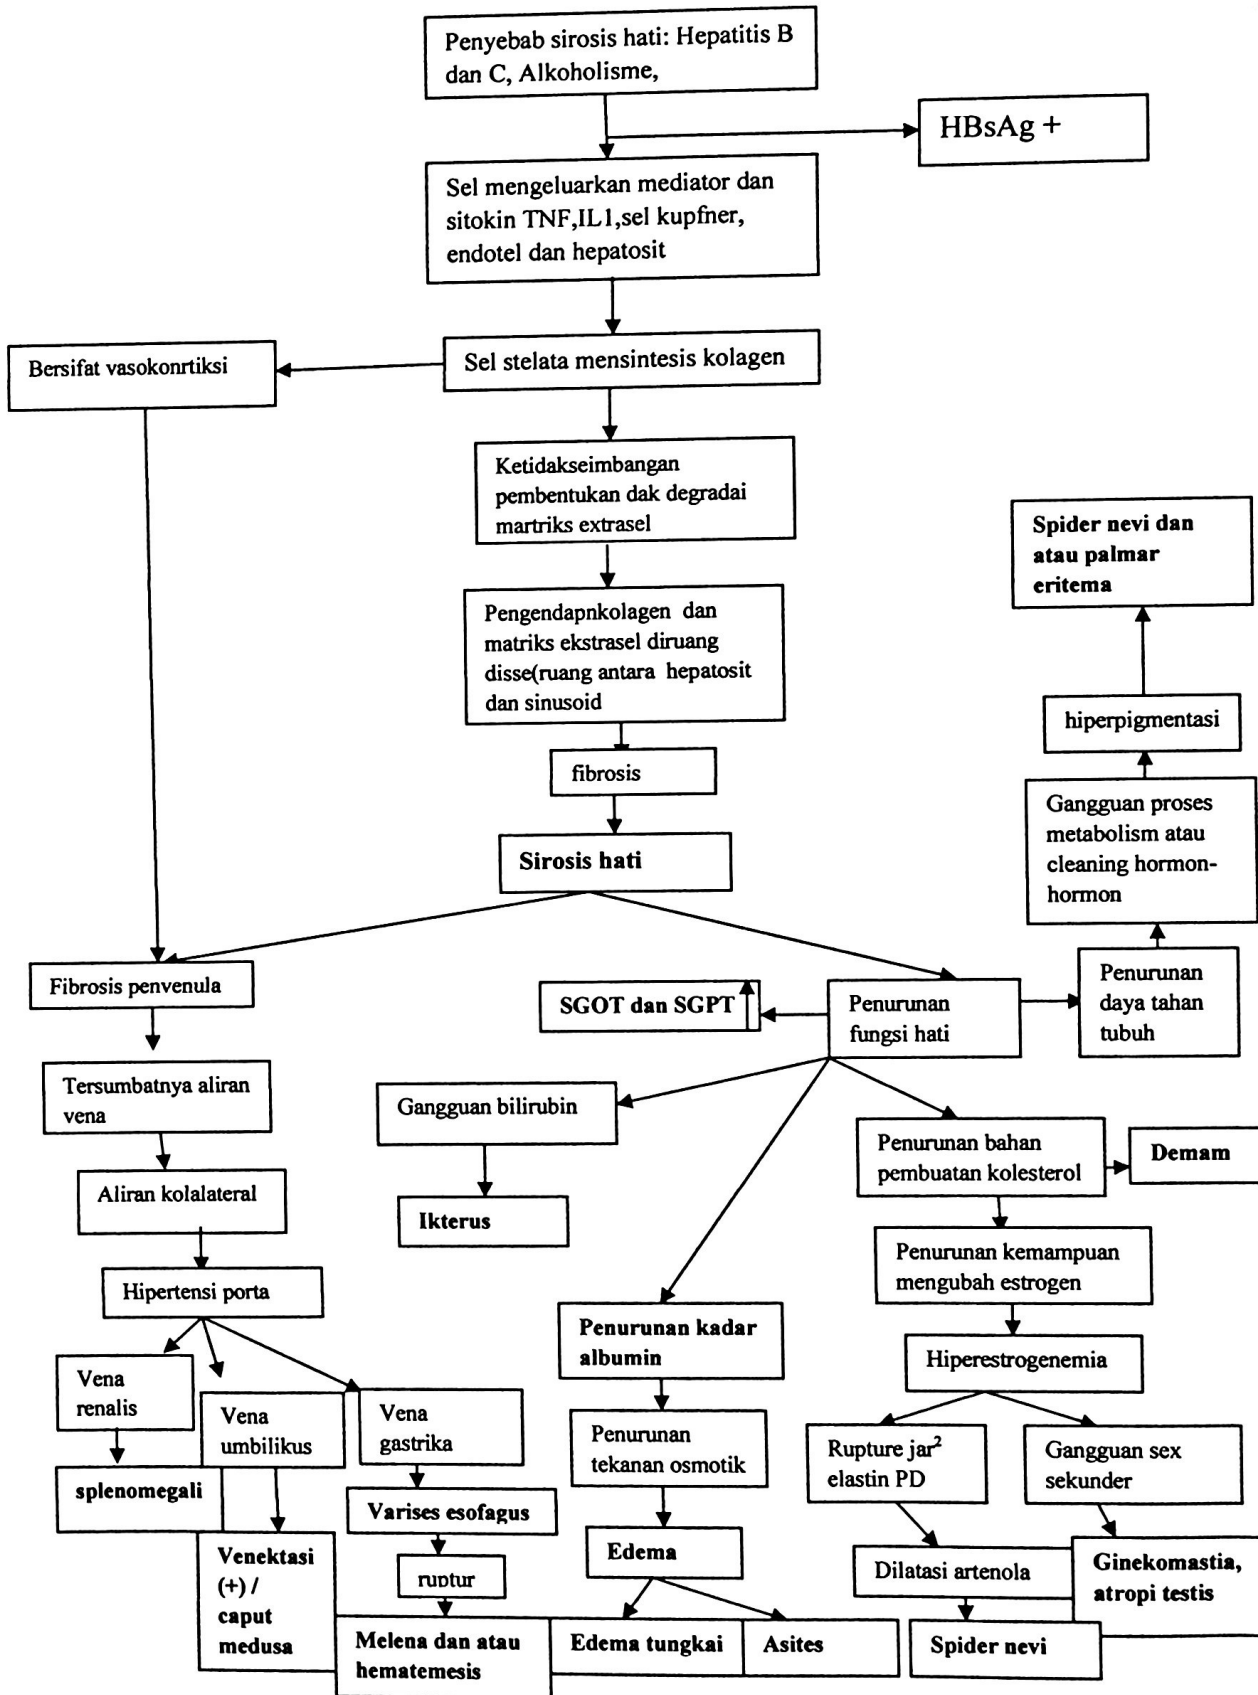 Penyebab sirosis hati: Hepatitis B
dan C, Alkoholisme,
HBsAg +
Sel mengeluarkan mediator dan
sitokin TNF,IL1,sel kupfner,
endotel dan hepatosit
Sel stelata mensintesis kolagen
Bersifat vasokonrtiksi
Ketidakseimbangan
pembentukan dak degradai
martriks extrasel
Pengendapnkolagen dan
matriks ekstrasel diruang
disse(ruang antara hepatosit
dan sinusoid
fibrosis
Sirosis hati
Spider nevi dan
atau palmar
eritema
hiperpigmentasi
Gangguan proses
metabolism atau
cleaning hormon-
hormon
Penurunan
daya tahan
tubuh
Fibrosis penvenula
SGOT dan SGPT
Penurunan
fungsi hati
Tersumbatnya aliran
vena
Gangguan bilirubin
Penurunan bahan
pembuatan kolesterol
Demam
Aliran kolalateral
Ikterus
Penurunan kemampuan
mengubah estrogen
Hipertensi porta
Penurunan kadar
albumin
Hiperestrogenemia
Vena
renalis
Vena
umbilikus
Vena
gastrika
Penurunan
tekanan osmotik
Rupture jar²
elastin PD
Gangguan sex
sekunder
splenomegali
Varises esofagus
Edema
Venektasi
(+) /
caput
medusa
ruptur
Dilatasi artenola
Ginekomastia,
atropi testis
Melena dan atau
hematemesis
Edema tungkai
Asites
Spider nevi